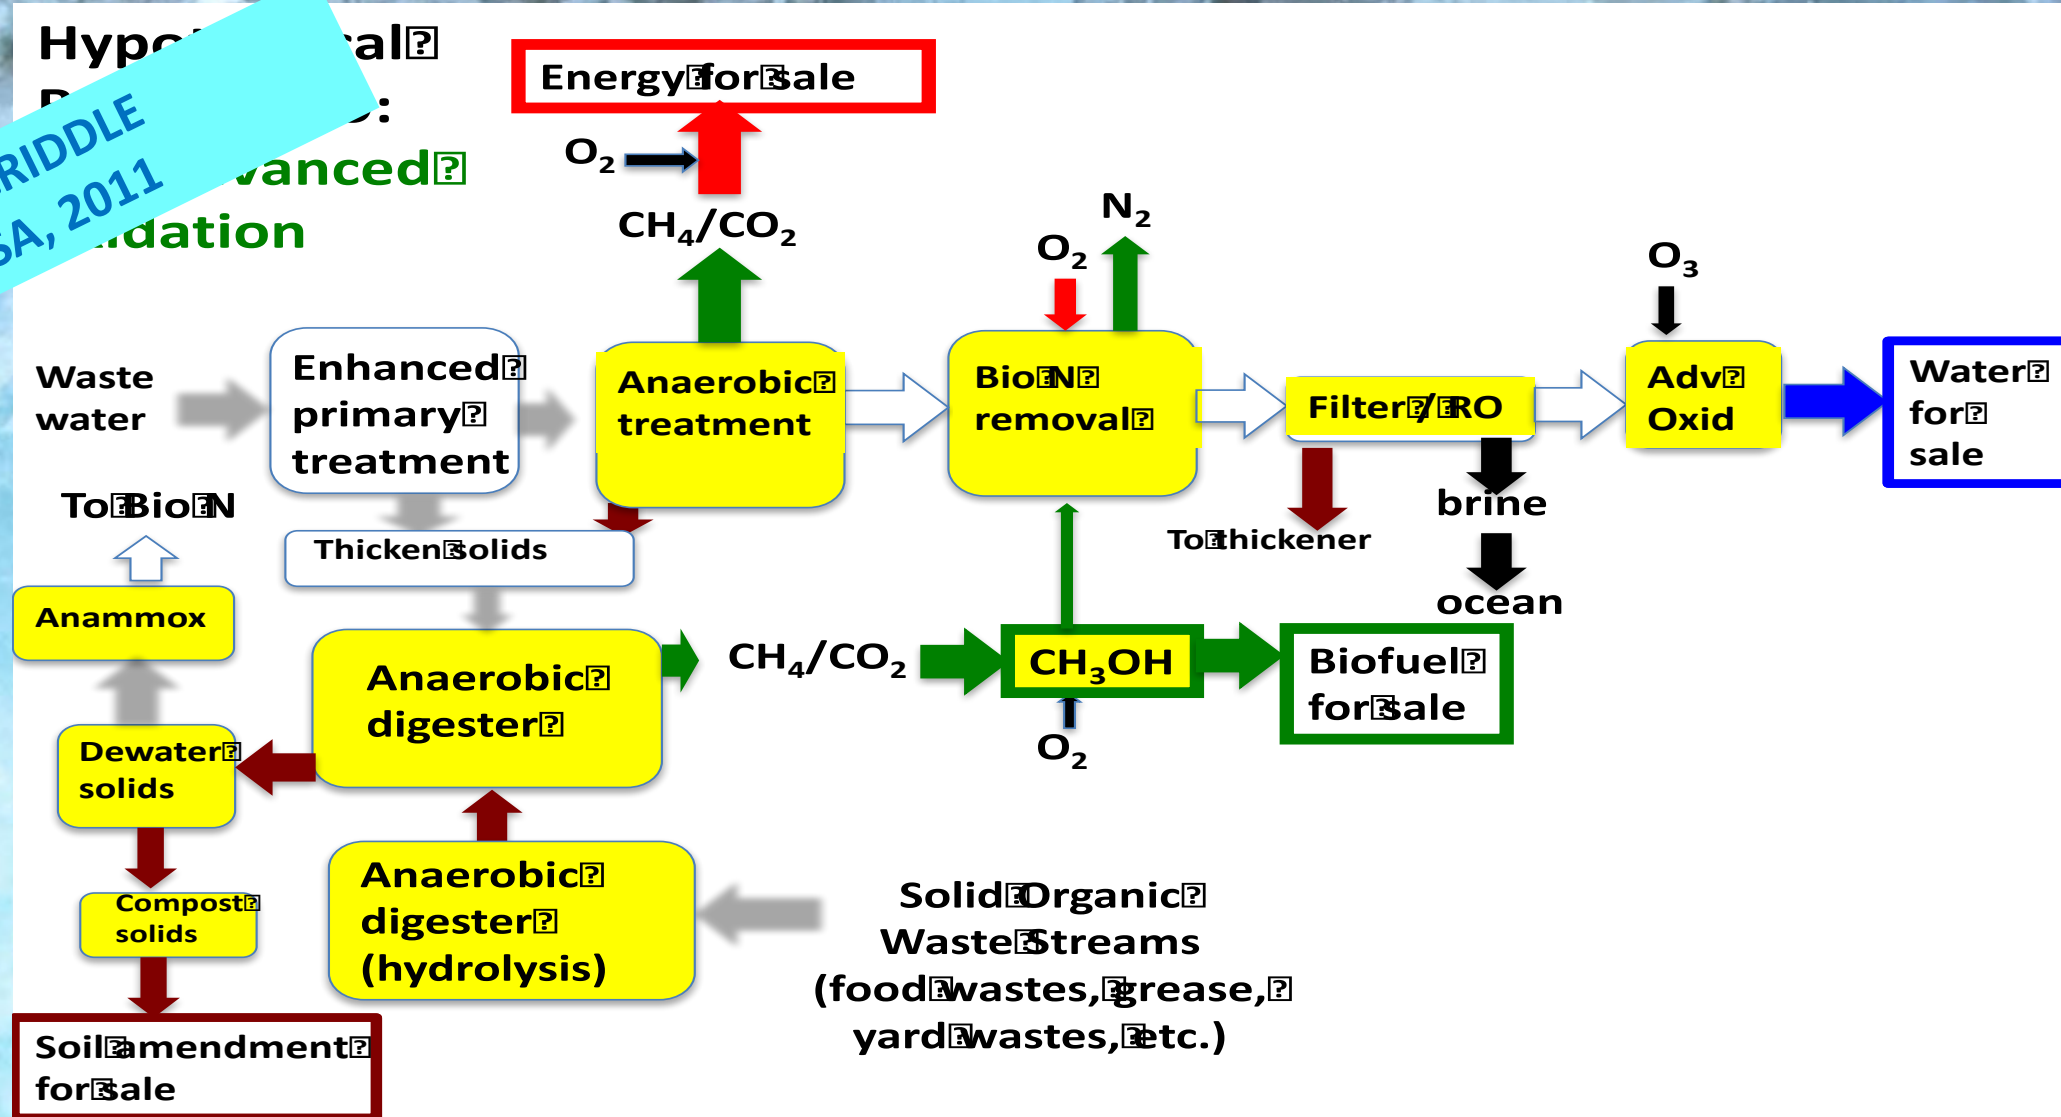 Hypo al
:
vanced
idation
RIDDLE
SA, 2011
Energy for sale
O2
CH4/CO2
N2
O2
O3
Waste
water
Enhanced
primary
treatment
Anaerobic
treatment
Bio N
removal
Filter / RO
Adv
Oxid
Water
for
sale
To Bio N
Thicken solids
To thickener
brine
ocean
Anammox
Anaerobic
digester
CH4/CO2
CH3OH
Biofuel
for sale
O2
Dewater
solids
Anaerobic
digester
(hydrolysis)
Compost
solids
Solid Organic
Waste Streams
(food wastes, grease,
yard wastes, etc.)
Soil amendment
for sale